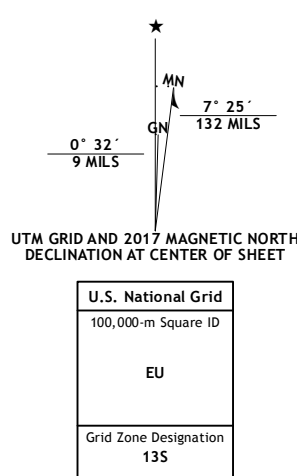 ★
MN
GN
7° 25´
132 MILS
0° 32´
9 MILS
UTM GRID AND 2017 MAGNETIC NORTH
DECLINATION AT CENTER OF SHEET
U.S. National Grid
100,000-m Square ID
EU
Grid Zone Designation
13S